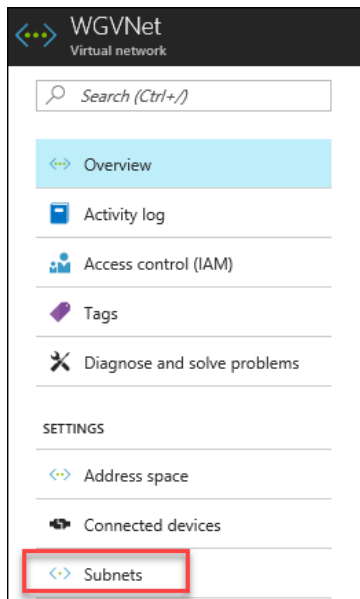 WGVNet
Virtual network
Search (Ctrl+/)
Overview
Activity log
Access control (IAM)
Tags
Diagnose and solve problems
SETTINGS
Address space
Connected devices
Subnets